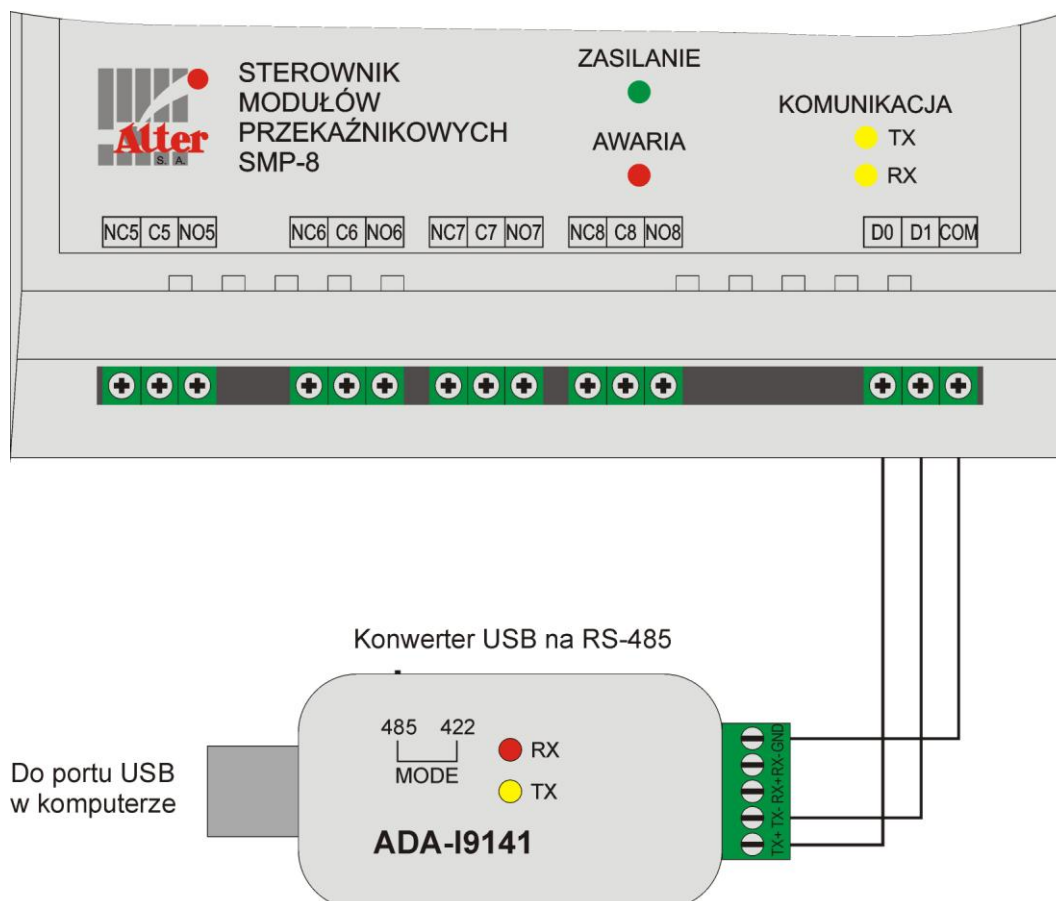 Alter
S. A.
STEROWNIK
MODUŁÓW
PRZEKAŹNIKOWYCH
SMP-8
ZASILANIE
AWARIA
KOMUNIKACJA
TX
RX
NC5 C5 NO5
NC6 C6 NO6
NC7 C7 NO7
NC8 C8 NO8
D0 D1 COM
Konwerter USB na RS-485
485 422
MODE
RX
TX
ADA-I9141
Do portu USB
w komputerze
TX+ TX- RX+ RX- GND